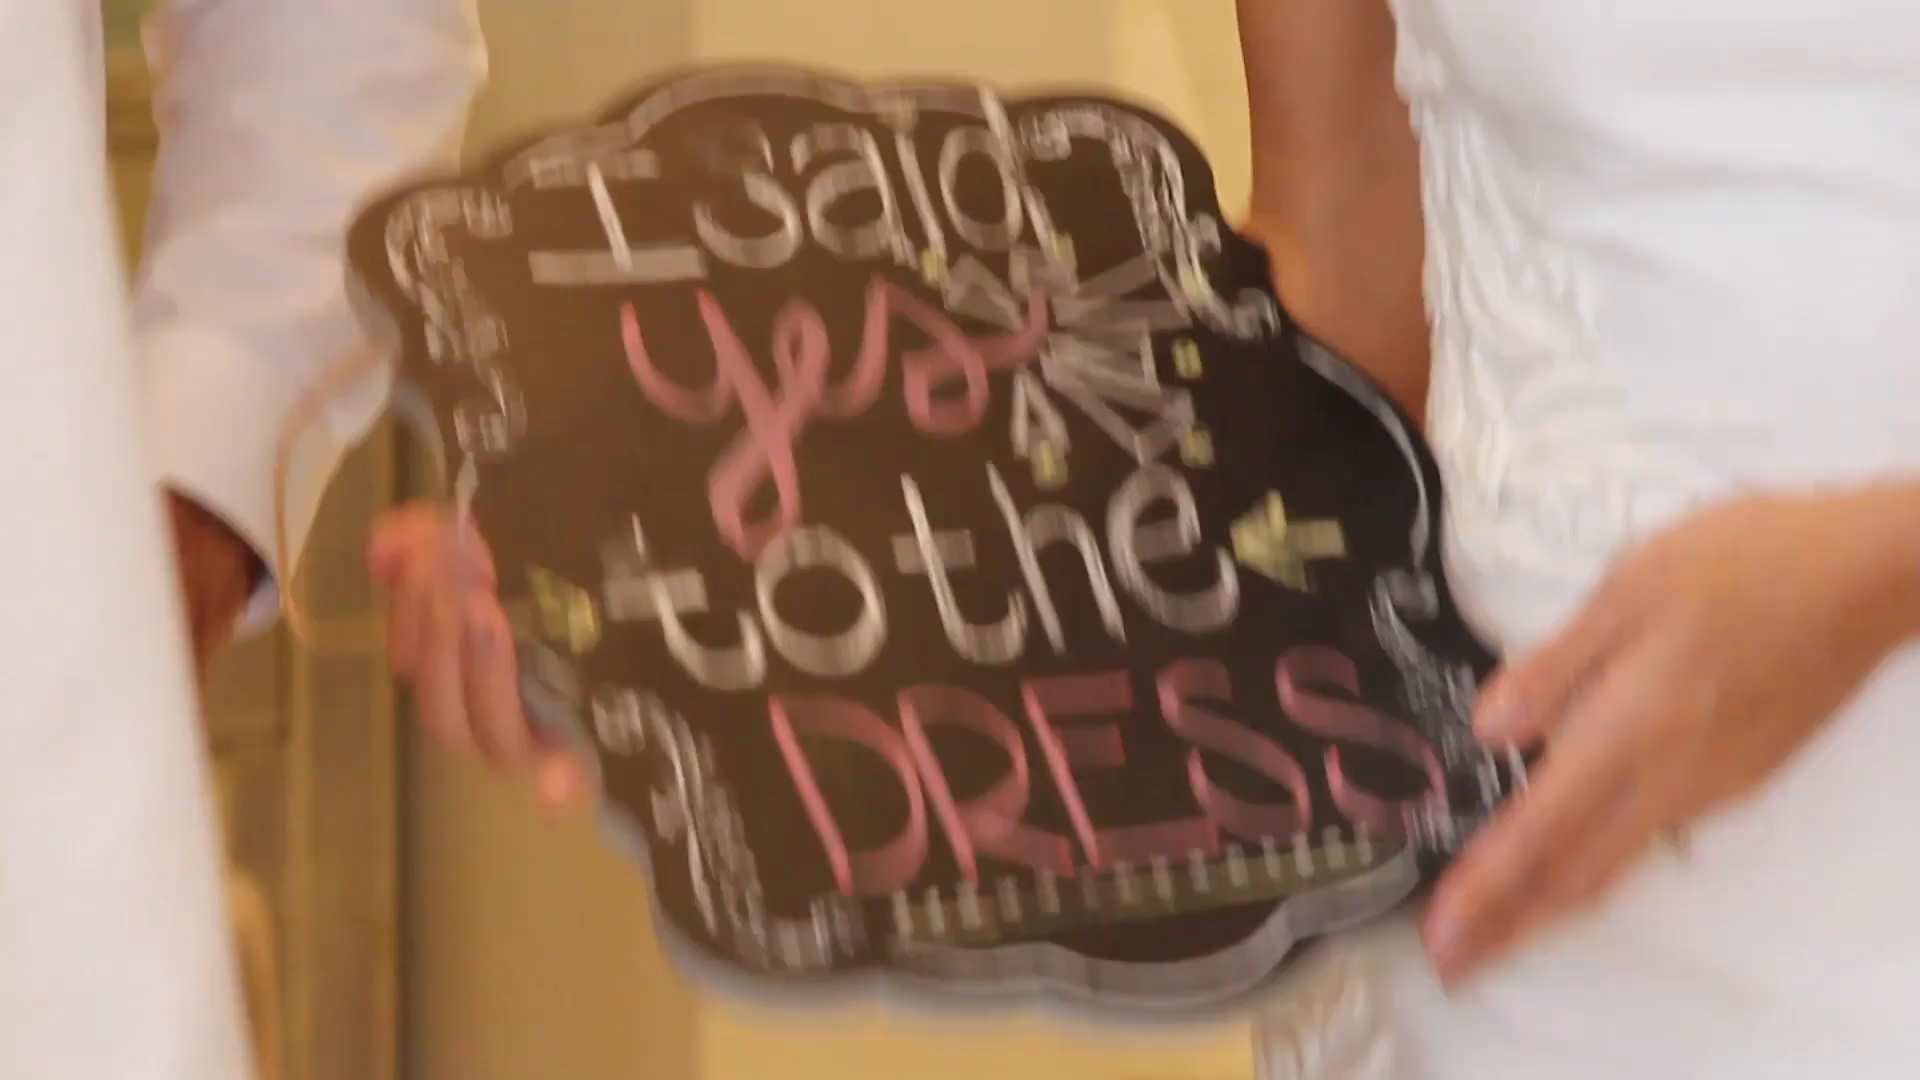 I said
yes
to the
DRESS